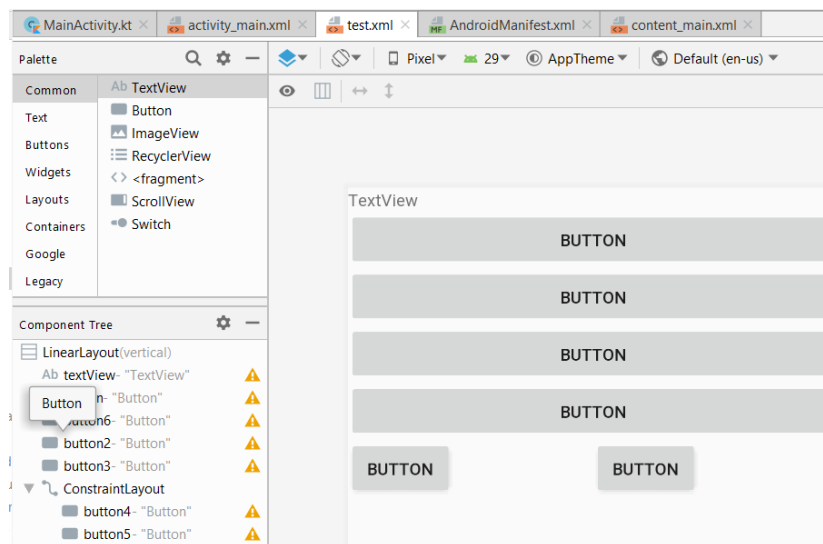 MainActivity.kt activity_main.xml test.xml AndroidManifest.xml content_main.xml
Palette
Pixel 29 AppTheme Default (en-us)
Common
Text
Buttons
Widgets
Layouts
Containers
Google
Legacy
Ab TextView
Button
ImageView
RecyclerView
<fragment>
ScrollView
Switch
Component Tree
LinearLayout(vertical)
Ab textView- "TextView"
n- "Button"
Button
button6- "Button"
button2- "Button"
button3- "Button"
ConstraintLayout
button4- "Button"
button5- "Button"
TextView
BUTTON
BUTTON
BUTTON
BUTTON
BUTTON BUTTON